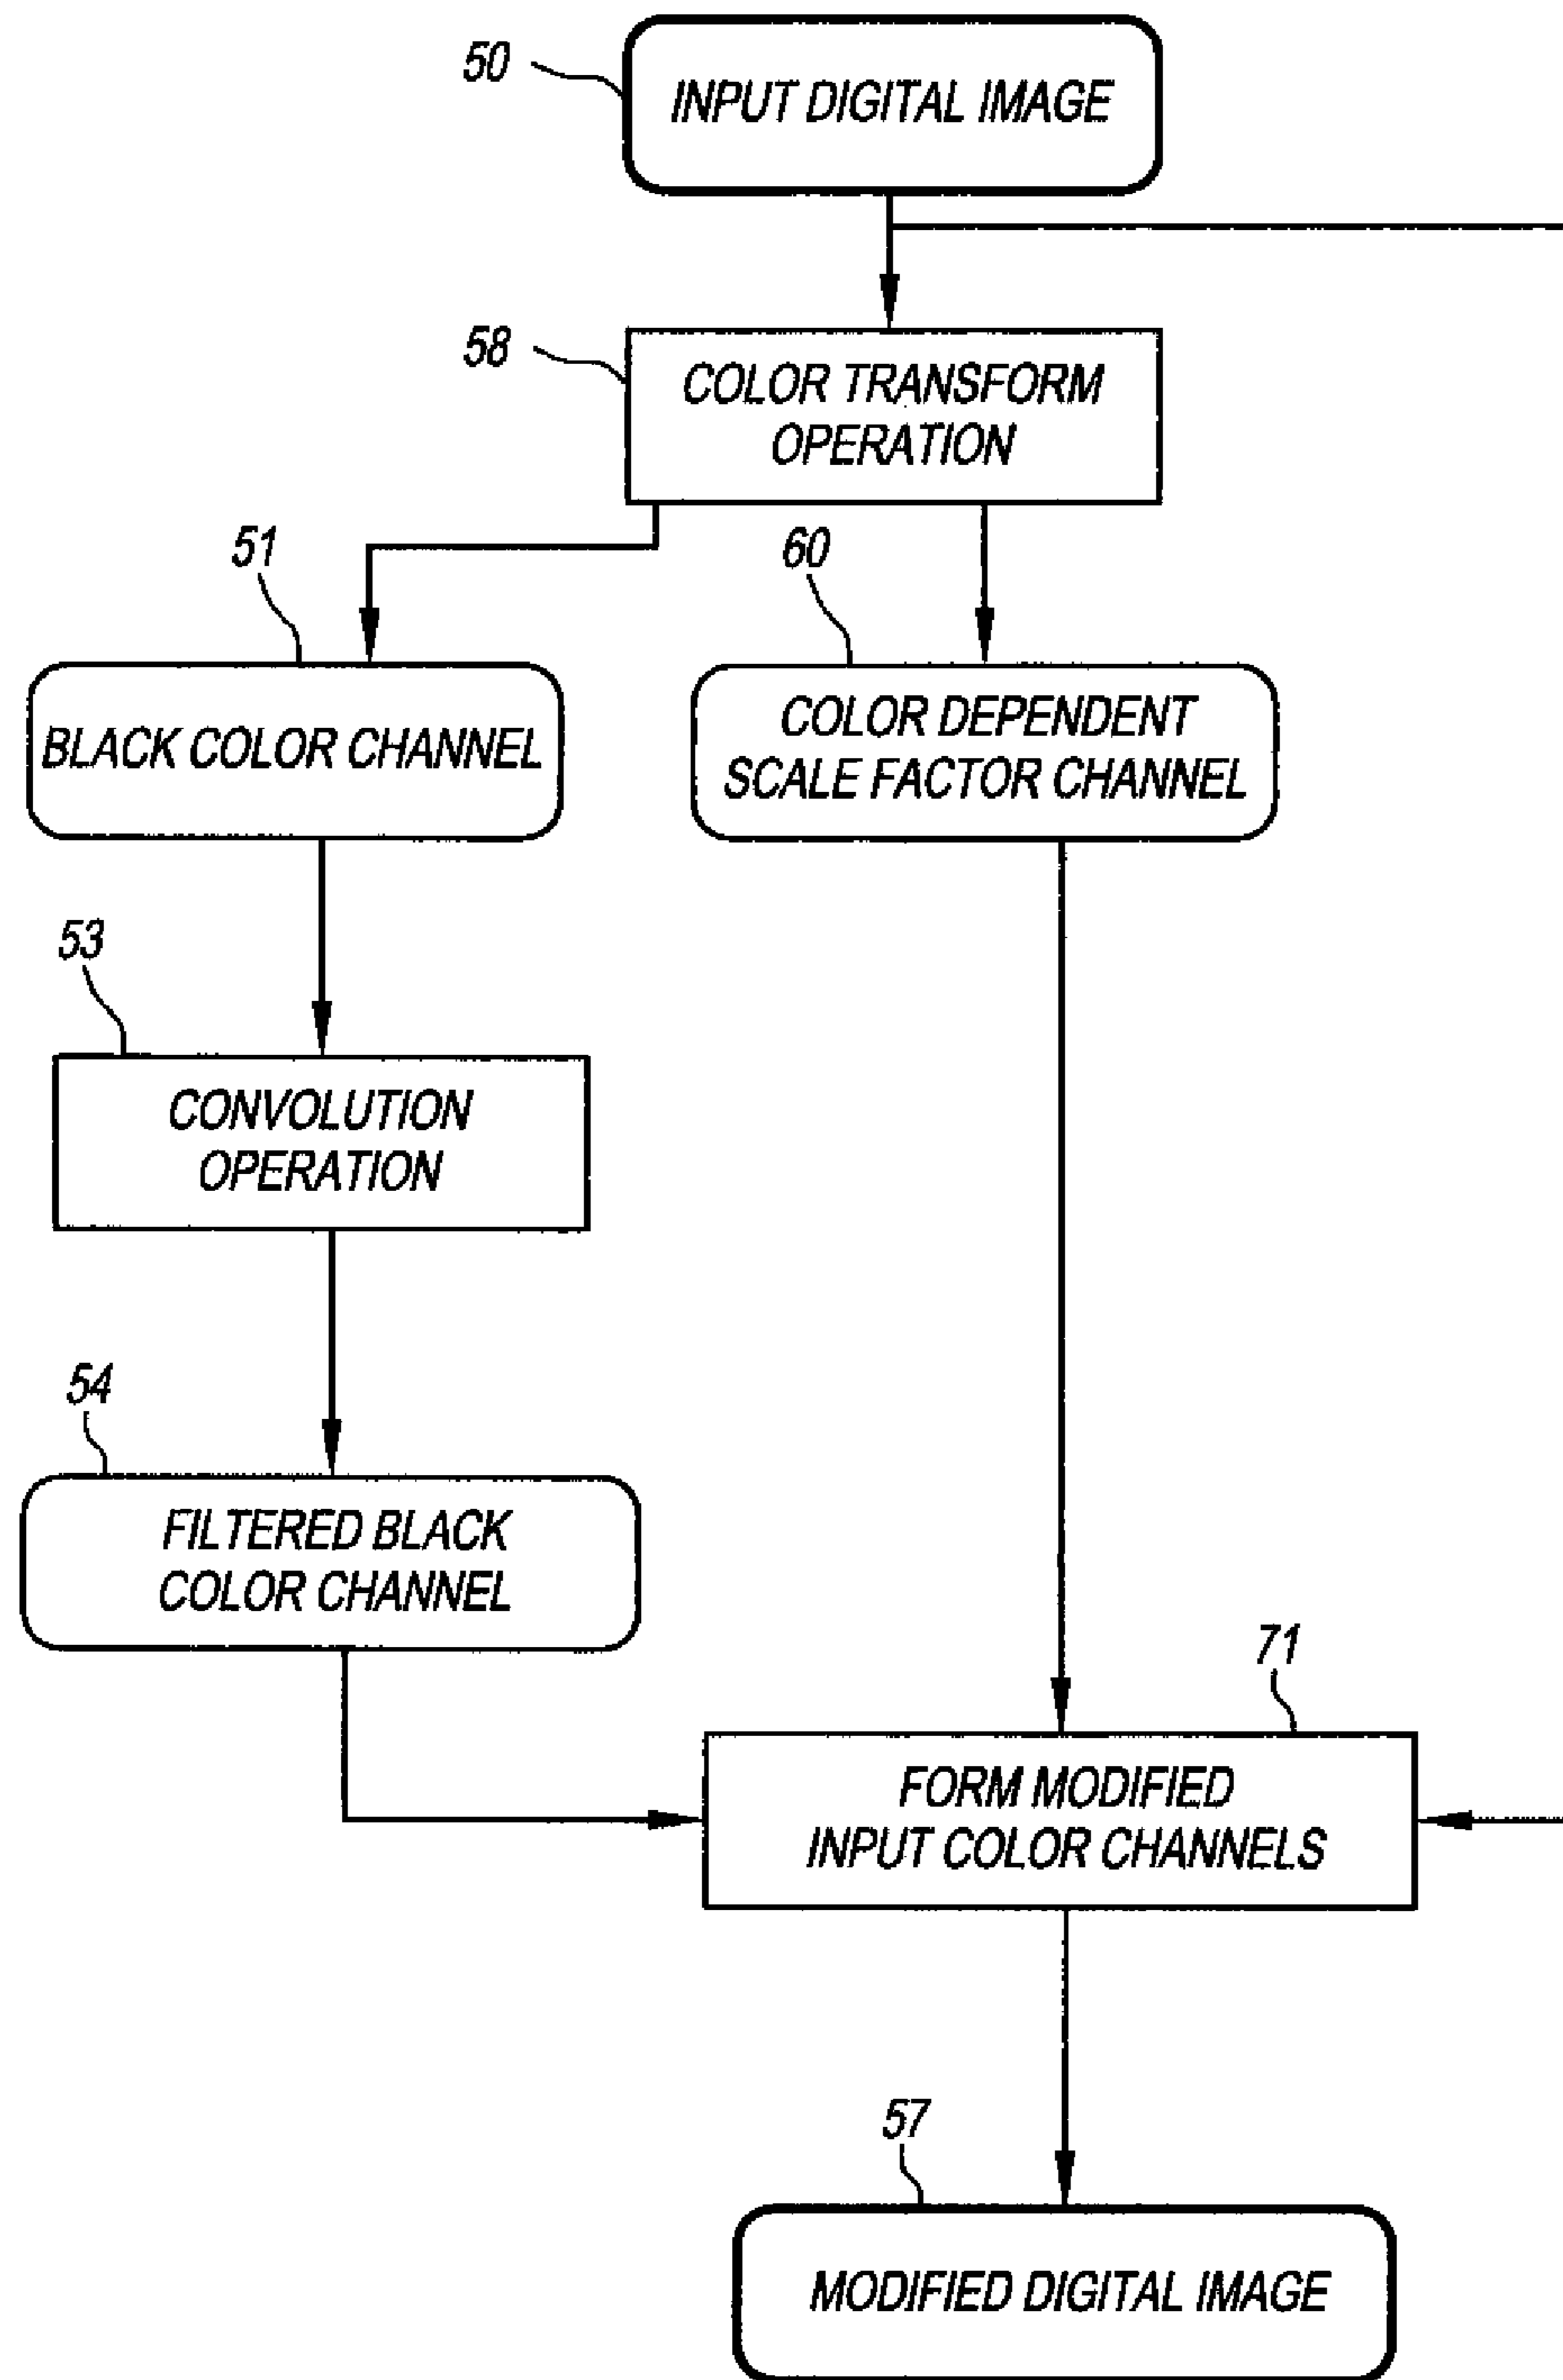 50
INPUT DIGITAL IMAGE
58
COLOR TRANSFORM
OPERATION
51
60
BLACK COLOR CHANNEL
COLOR DEPENDENT
SCALE FACTOR CHANNEL
53
CONVOLUTION
OPERATION
54
FILTERED BLACK
COLOR CHANNEL
71
FORM MODIFIED
INPUT COLOR CHANNELS
57
MODIFIED DIGITAL IMAGE